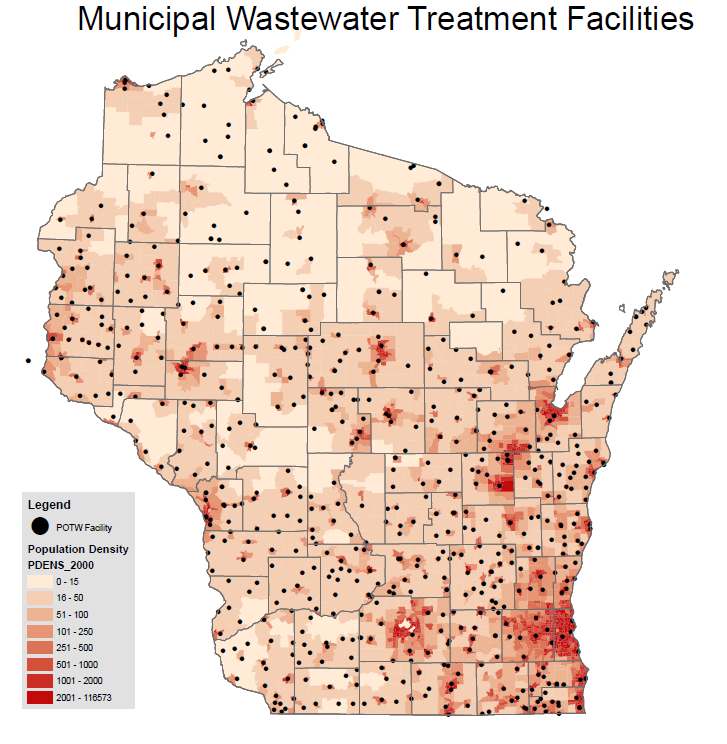 Municipal Wastewater Treatment Facilities
Legend
POTW Facility
Population Density
PDENS_2000
0 - 15
16 - 50
51 - 100
101 - 250
251 - 500
501 - 1000
1001 - 2000
2001 - 116573